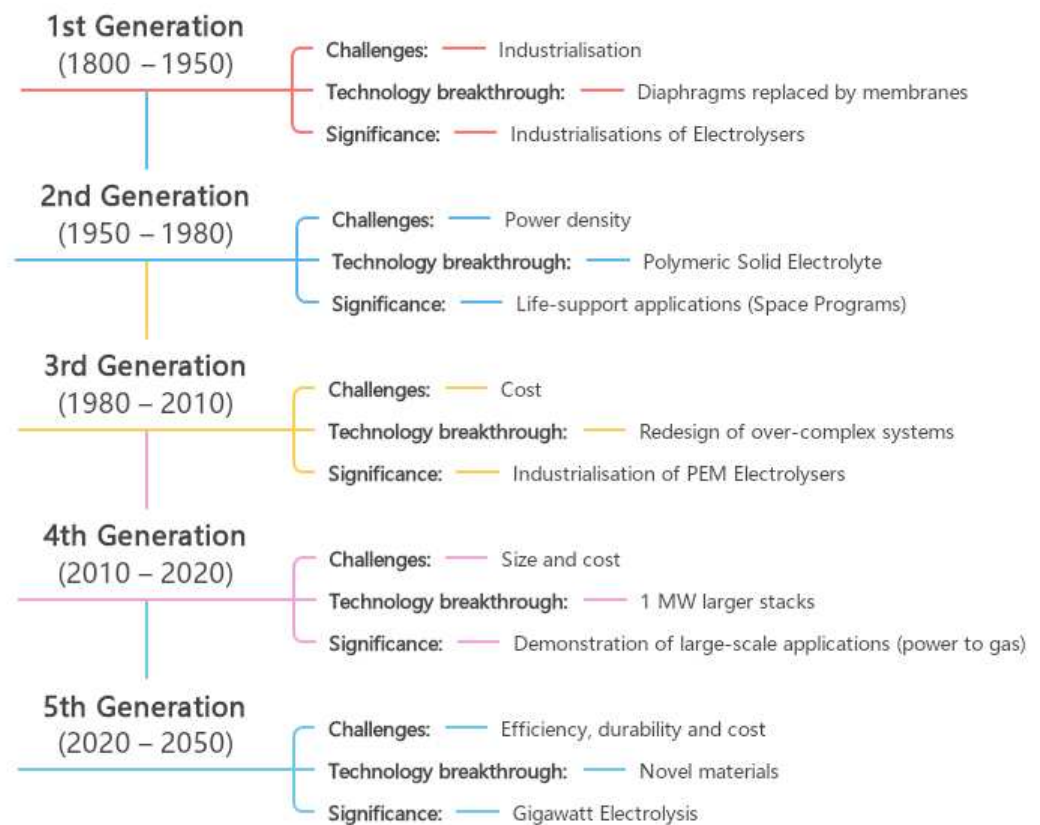 1st Generation
(1800 – 1950)
Challenges: Industrialisation
Technology breakthrough: Diaphragms replaced by membranes
Significance: Industrialisations of Electrolysers
2nd Generation
(1950 – 1980)
Challenges: Power density
Technology breakthrough: Polymeric Solid Electrolyte
Significance: Life-support applications (Space Programs)
3rd Generation
(1980 – 2010)
Challenges: Cost
Technology breakthrough: Redesign of over-complex systems
Significance: Industrialisation of PEM Electrolysers
4th Generation
(2010 – 2020)
Challenges: Size and cost
Technology breakthrough: 1 MW larger stacks
Significance: Demonstration of large-scale applications (power to gas)
5th Generation
(2020 – 2050)
Challenges: Efficiency, durability and cost
Technology breakthrough: Novel materials
Significance: Gigawatt Electrolysis